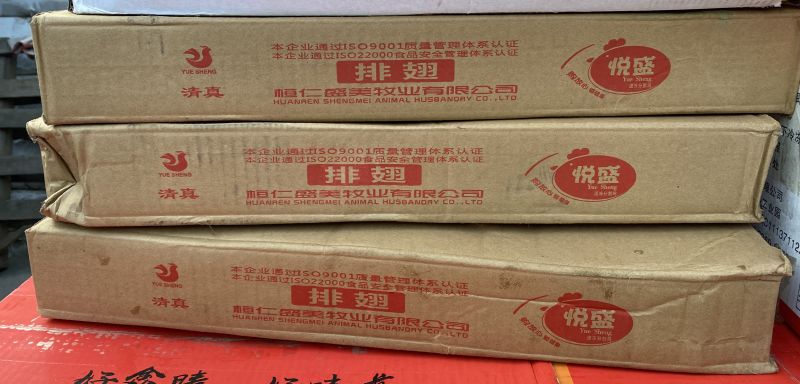 本企业通过ISO9001质量管理体系认证
本企业通过ISO22000食品安全管理体系认证
YUE SHENG
清真
排翅
桓仁盛美牧业有限公司
HUANREN SHENGMEI ANIMAL HUSBANDRY CO.,LTD
悦盛
Yue Sheng
本企业通过ISO9001质量管理体系认证
本企业通过ISO22000食品安全管理体系认证
YUE SHENG
清真
排翅
桓仁盛美牧业有限公司
HUANREN SHENGMEI ANIMAL HUSBANDRY CO.,LTD
悦盛
Yue Sheng
本企业通过ISO9001质量管理体系认证
本企业通过ISO22000食品安全管理体系认证
YUE SHENG
清真
排翅
桓仁盛美牧业有限公司
HUANREN SHENGMEI ANIMAL HUSBANDRY CO.,LTD
悦盛
Yue Sheng